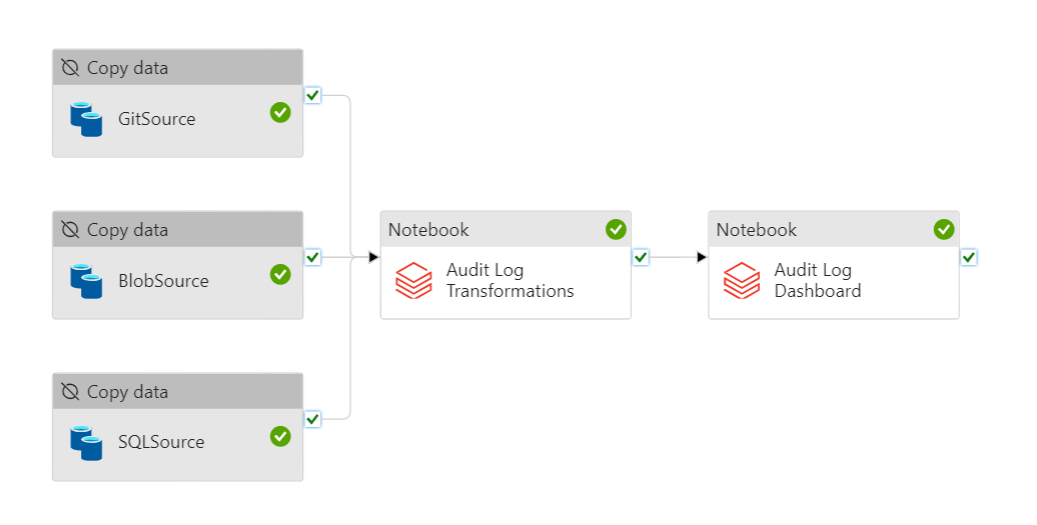 Copy data
GitSource
Copy data
BlobSource
Copy data
SQLSource
Notebook
Audit Log
Transformations
Notebook
Audit Log
Dashboard